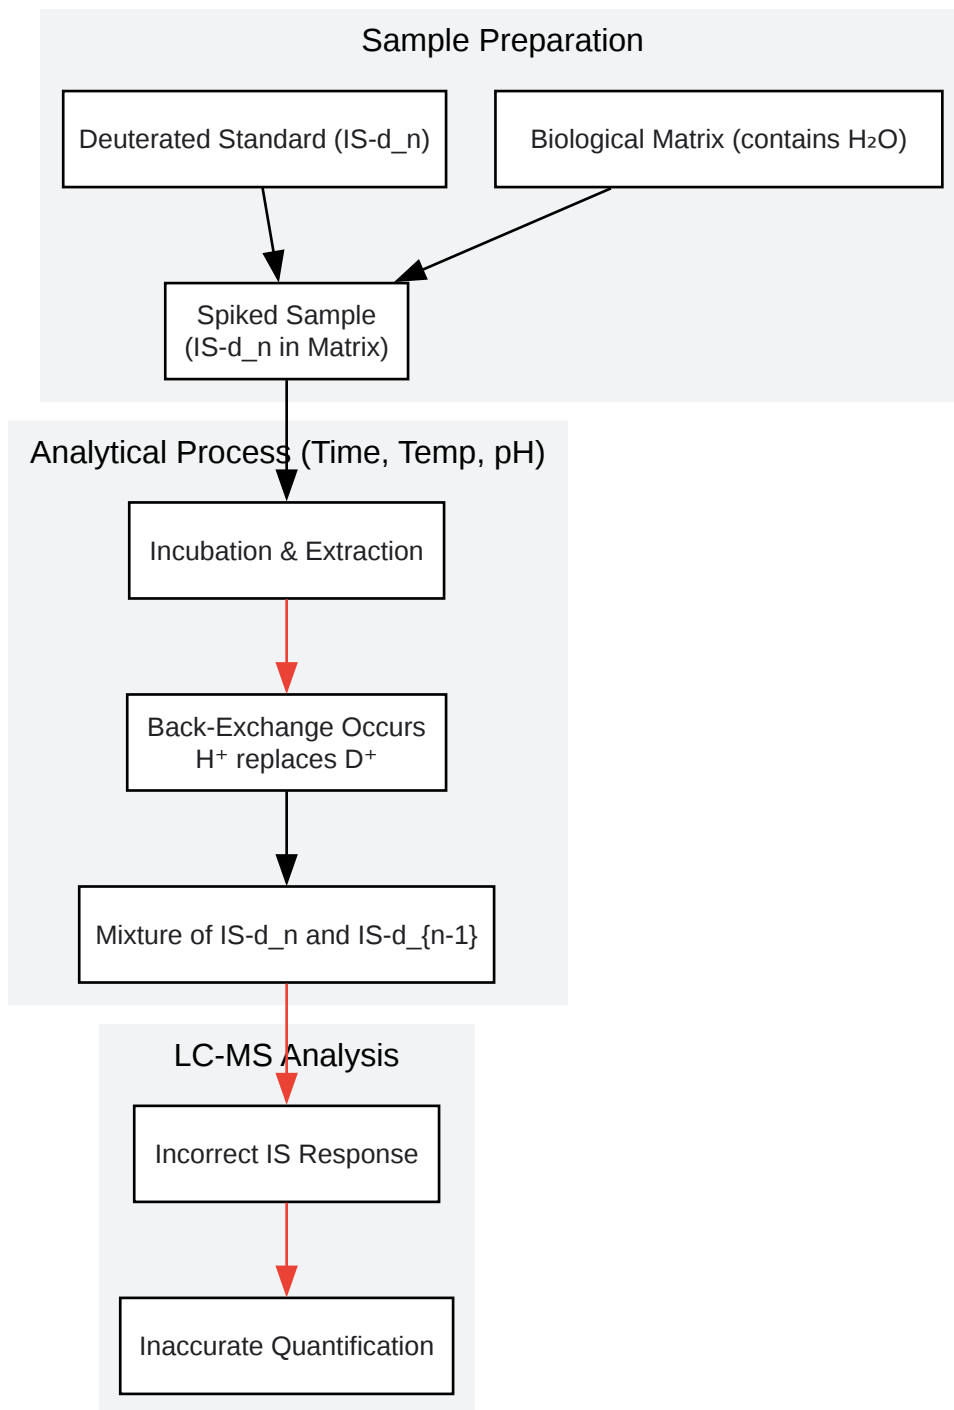 Sample Preparation
Deuterated Standard (IS-d_n)
Biological Matrix (contains H₂O)
Spiked Sample
(IS-d_n in Matrix)
Analytical Process (Time, Temp, pH)
Incubation & Extraction
Back-Exchange Occurs
H⁺ replaces D⁺
Mixture of IS-d_n and IS-d_{n-1}
LC-MS Analysis
Incorrect IS Response
Inaccurate Quantification